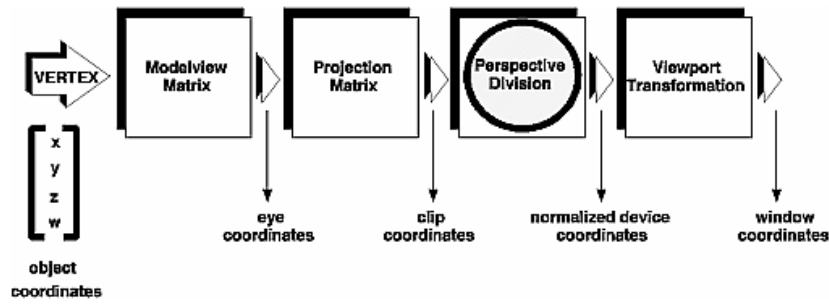 VERTEX
Modelview
Matrix
Projection
Matrix
Perspective
Division
Viewport
Transformation
x
y
z
w
object
coordinates
eye
coordinates
clip
coordinates
normalized device
coordinates
window
coordinates